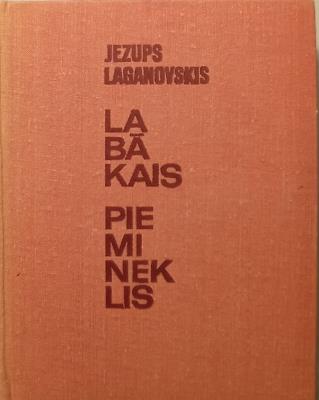 JEZUPS
LAGANOVSKIS
LA
BĀ
KAIS
PIE
MI
NEK
LIS